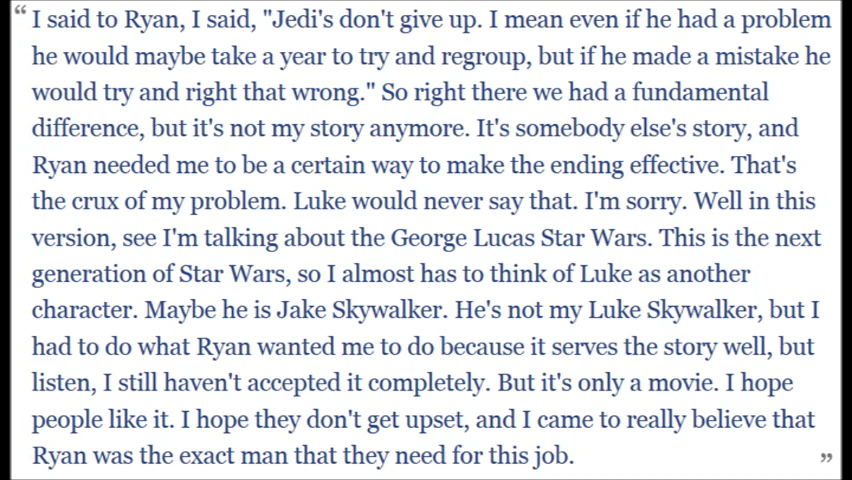 “ I said to Ryan, I said, "Jedi's don't give up. I mean even if he had a problem
he would maybe take a year to try and regroup, but if he made a mistake he
would try and right that wrong." So right there we had a fundamental
difference, but it's not my story anymore. It's somebody else's story, and
Ryan needed me to be a certain way to make the ending effective. That's
the crux of my problem. Luke would never say that. I'm sorry. Well in this
version, see I'm talking about the George Lucas Star Wars. This is the next
generation of Star Wars, so I almost has to think of Luke as another
character. Maybe he is Jake Skywalker. He's not my Luke Skywalker, but I
had to do what Ryan wanted me to do because it serves the story well, but
listen, I still haven't accepted it completely. But it's only a movie. I hope
people like it. I hope they don't get upset, and I came to really believe that
Ryan was the exact man that they need for this job. ”